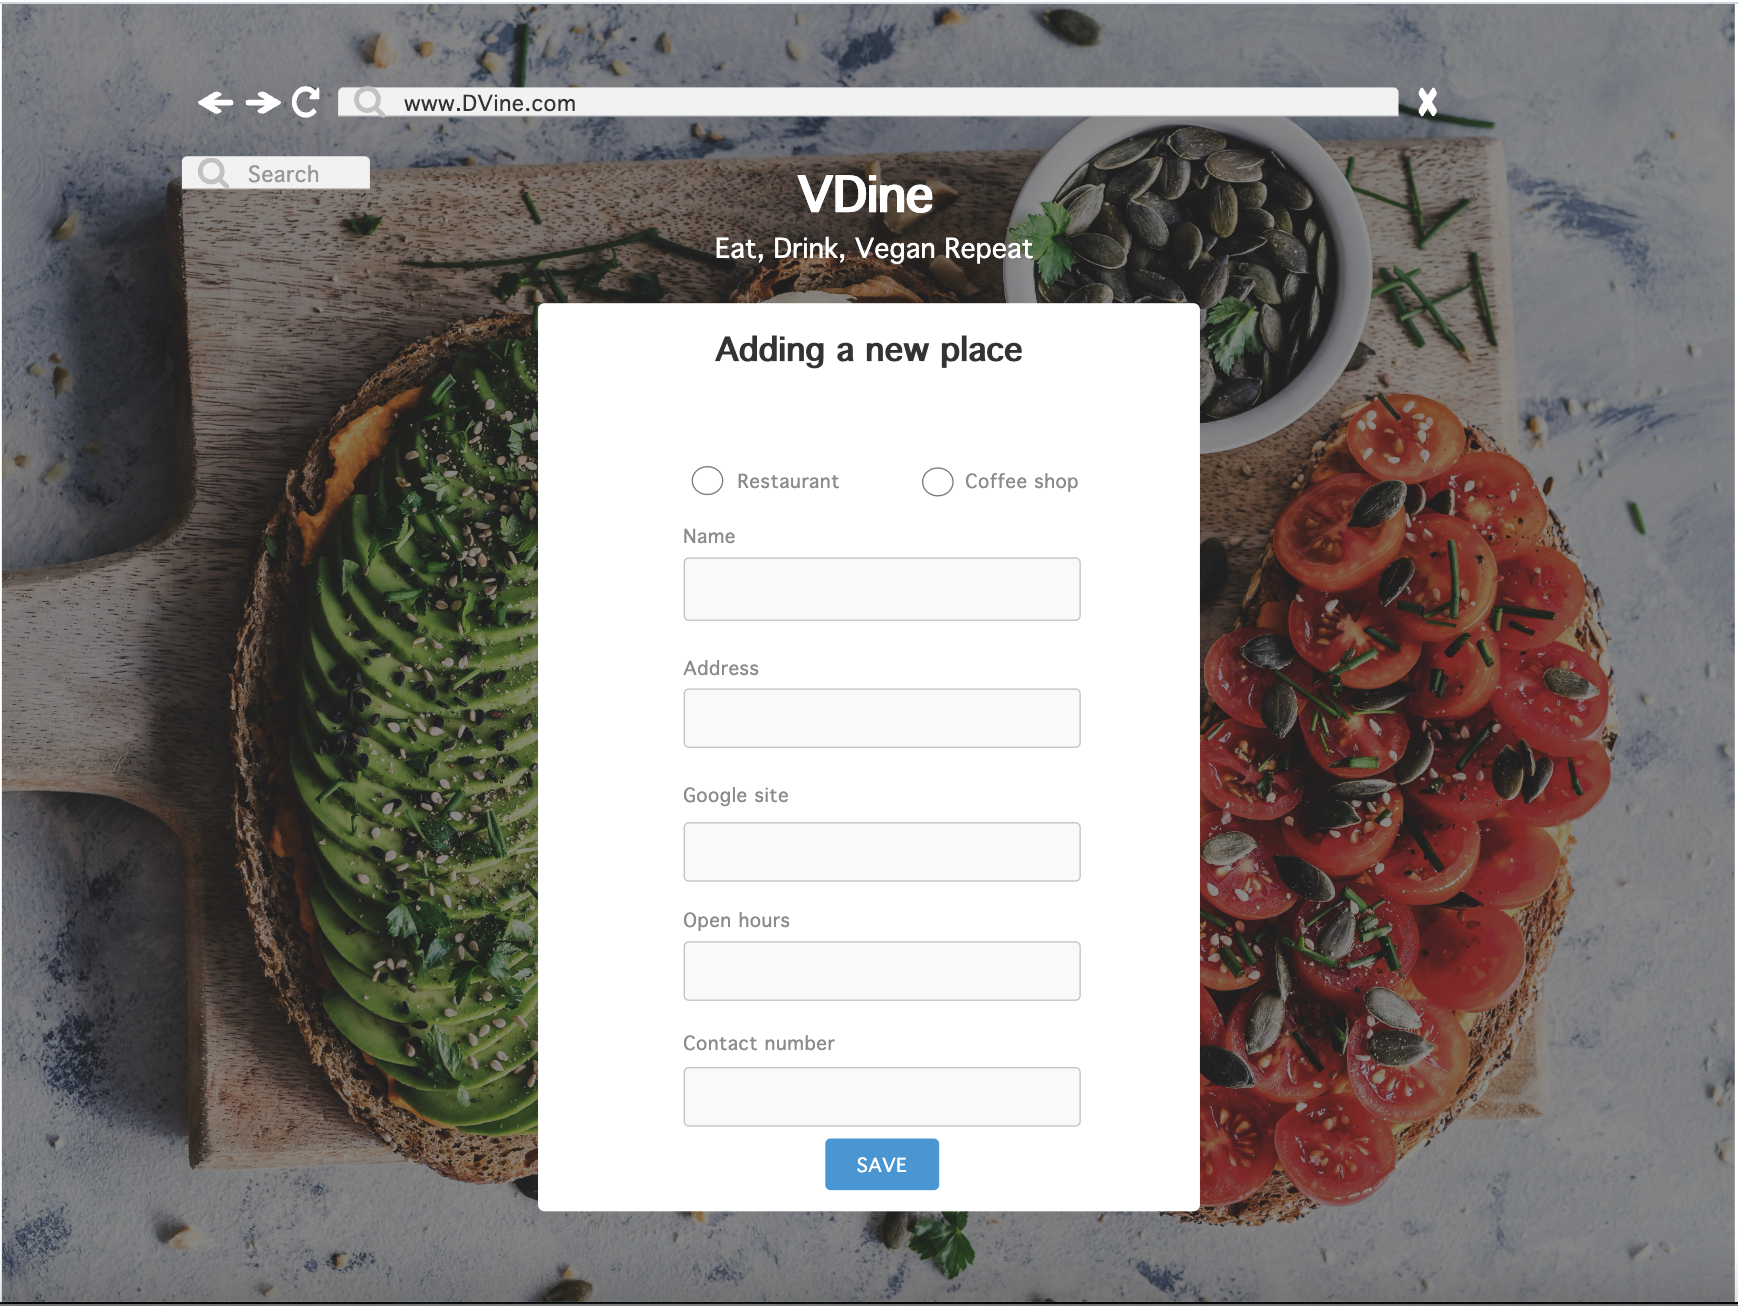 www.DVine.com
Search
VDine
Eat, Drink, Vegan Repeat
Adding a new place
Restaurant
Coffee shop
Name
Address
Google site
Open hours
Contact number
SAVE